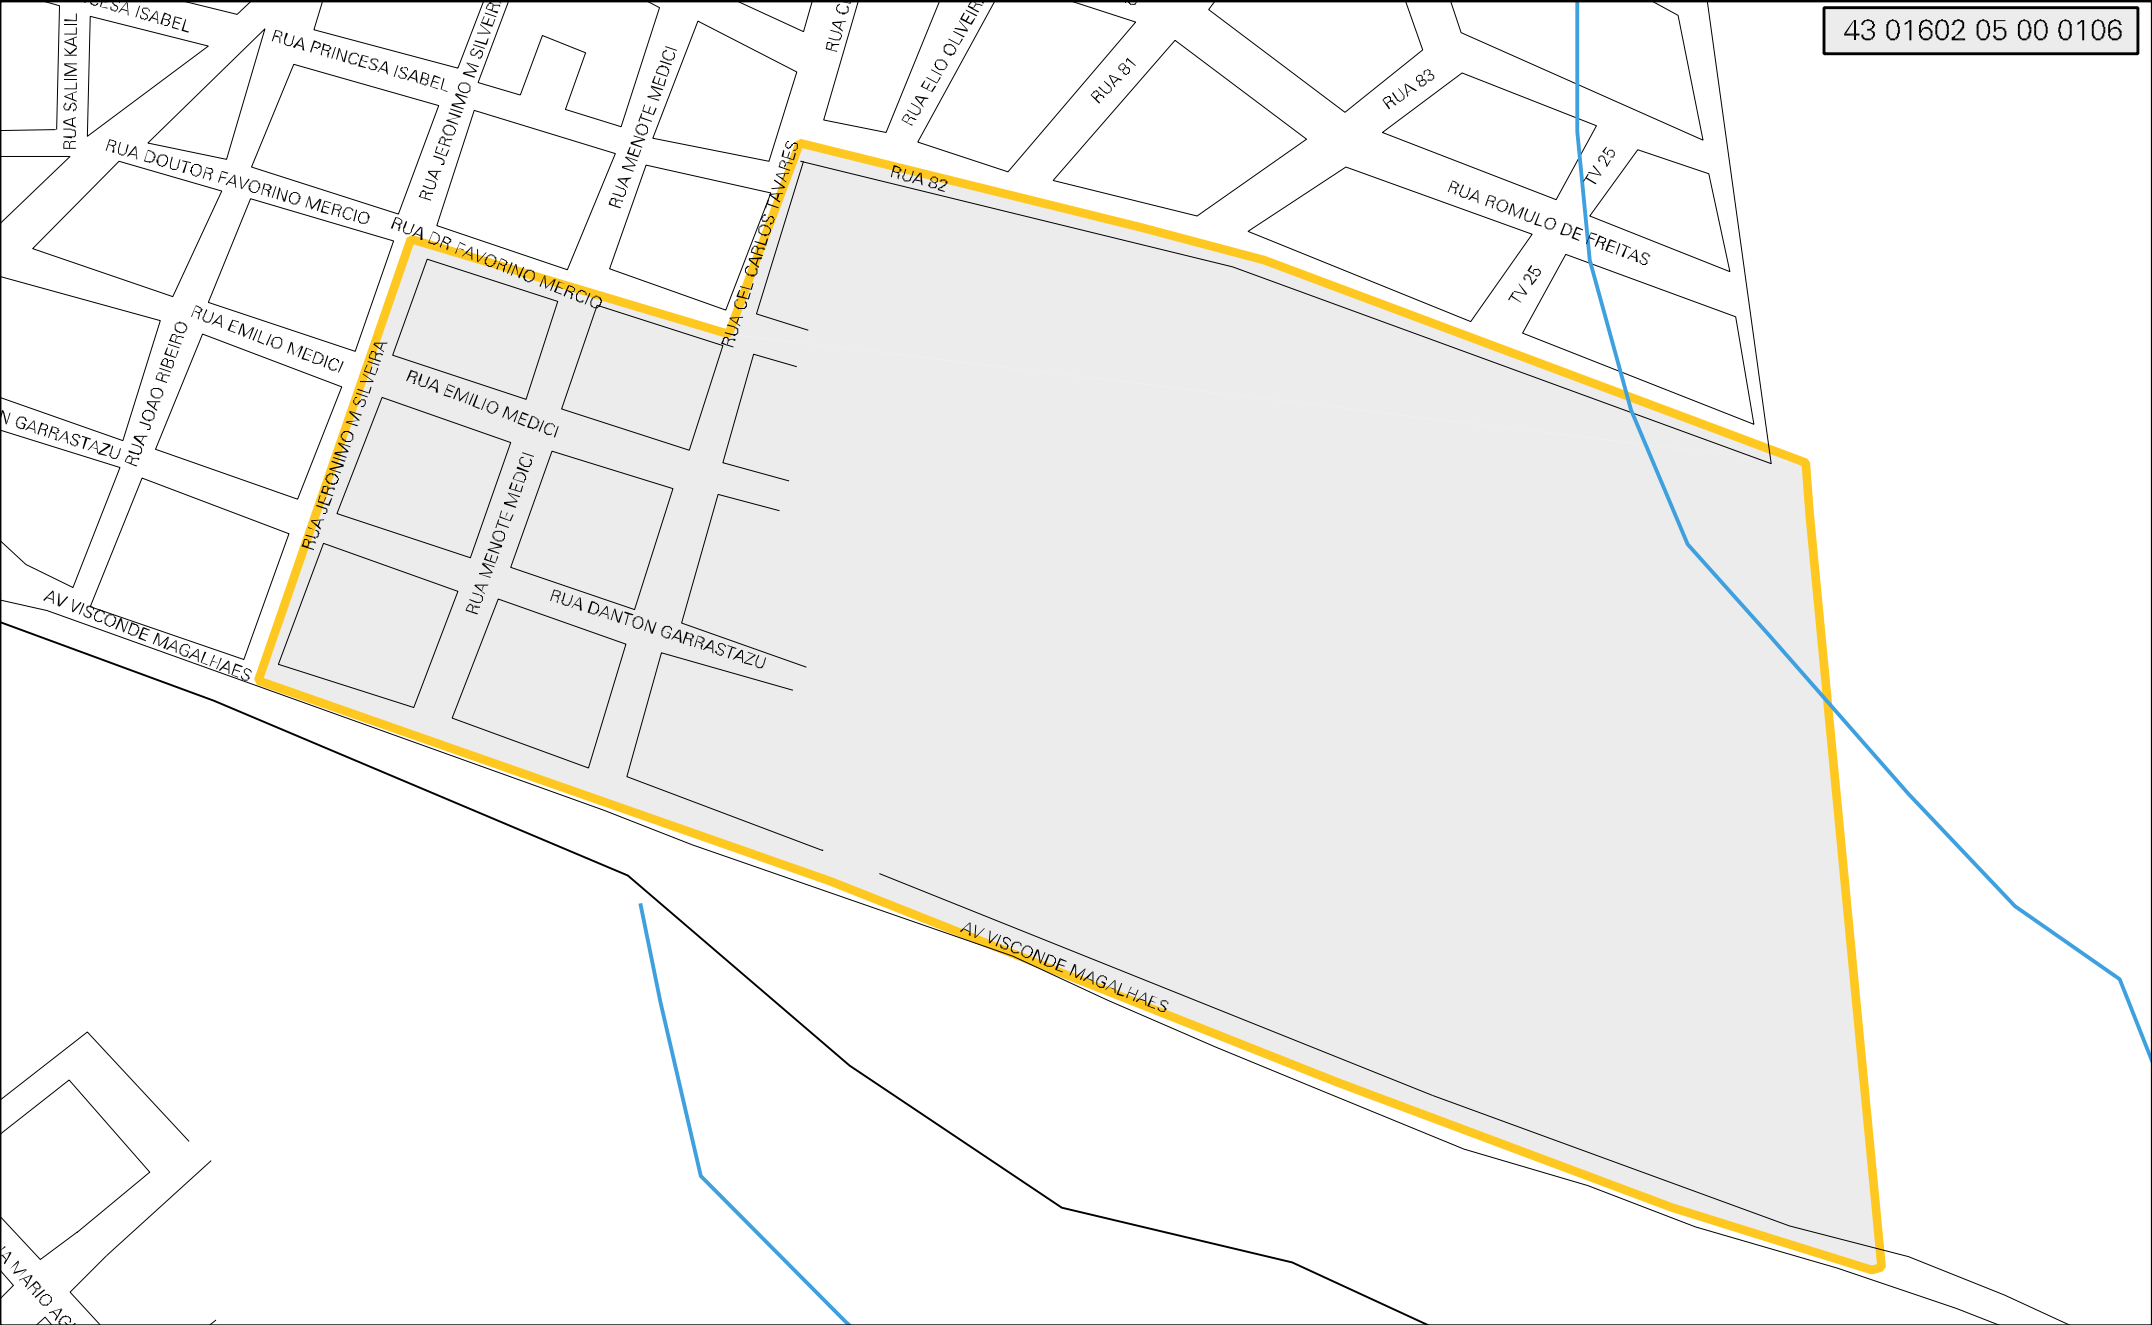 43 01602 05 00 0106
ESA ISABEL
RUA SALIM KALIL
RUA PRINCESA ISABEL
RUA JERONIMO M SILVEIRA
RUA MENOTE MEDICI
RUA ELIO OLIVEIRA
RUA 81
RUA 83
TV 25
RUA DOUTOR FAVORINO MERCIO
RUA CEL CARLOS TAVARES
RUA 82
RUA ROMULO DE FREITAS
TV 25
RUA DR FAVORINO MERCIO
RUA EMILIO MEDICI
RUA JOAO RIBEIRO
RUA JERONIMO M SILVEIRA
RUA EMILIO MEDICI
N GARRASTAZU
RUA MENOTE MEDICI
RUA DANTON GARRASTAZU
AV VISCONDE MAGALHAES
AV VISCONDE MAGALHAES
MARIO